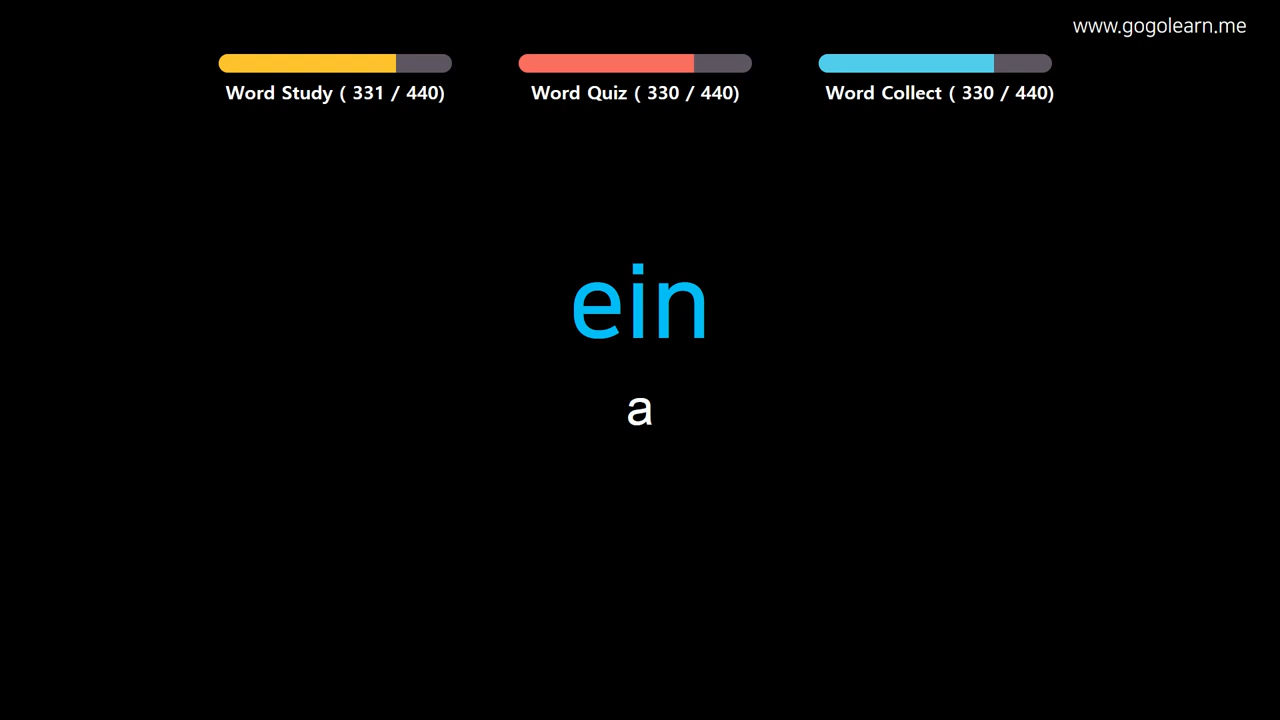 www.gogolearn.me
Word Study ( 331 / 440)
Word Quiz ( 330 / 440)
Word Collect ( 330 / 440)
ein
a